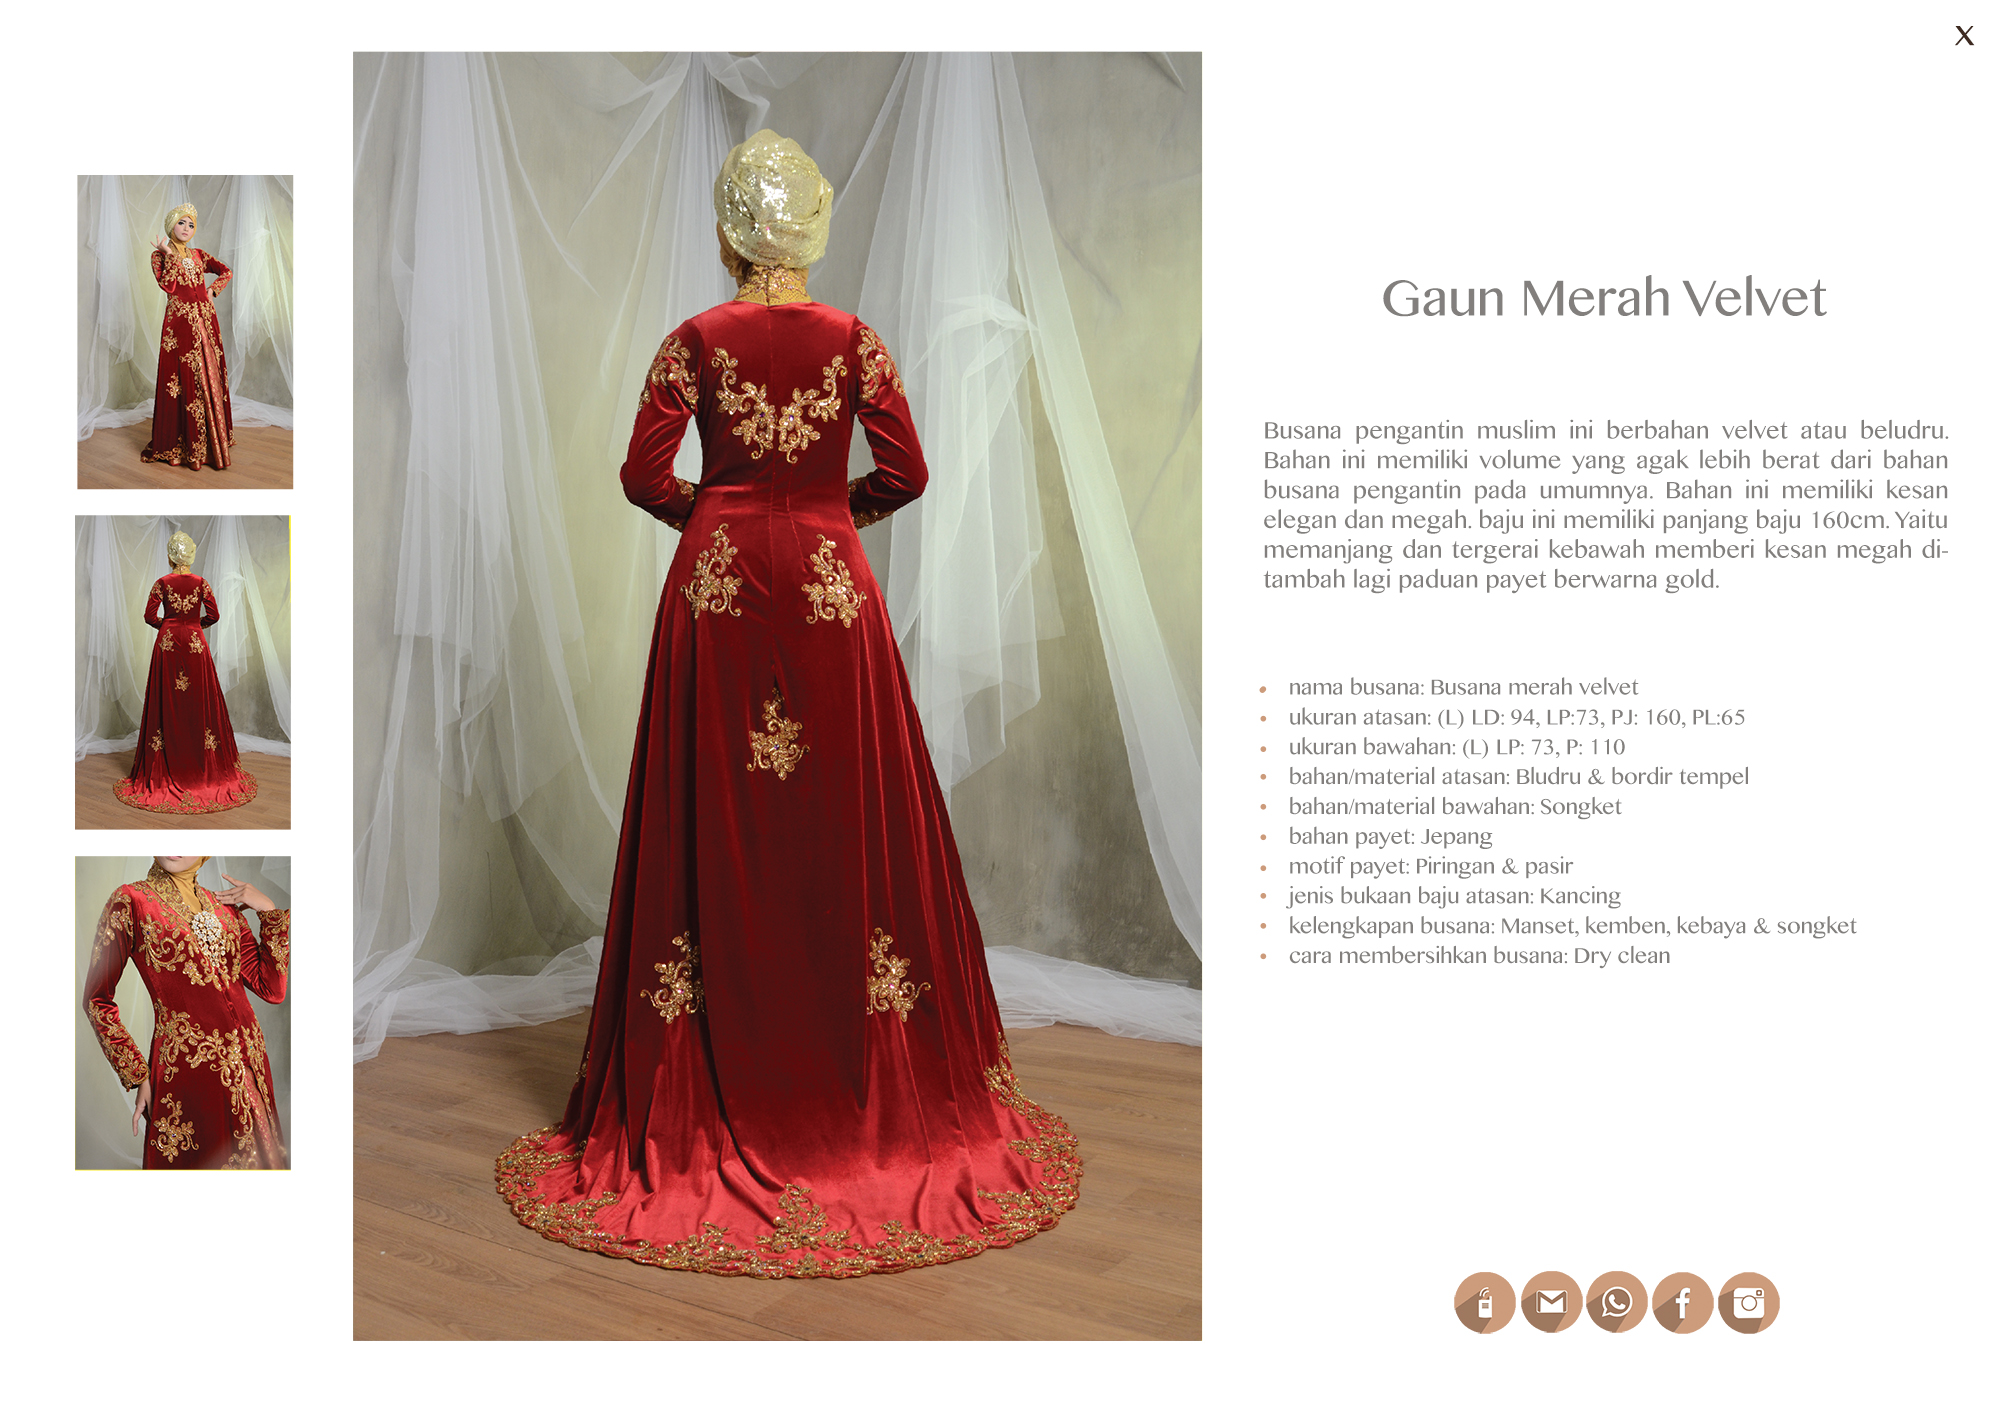 X
Gaun Merah Velvet
Busana pengantin muslim ini berbahan velvet atau beludru.
Bahan ini memiliki volume yang agak lebih berat dari bahan
busana pengantin pada umumnya. Bahan ini memiliki kesan
elegan dan megah. baju ini memiliki panjang baju 160cm. Yaitu
memanjang dan tergerai kebawah memberi kesan megah di-
tambah lagi paduan payet berwarna gold.
• nama busana: Busana merah velvet
• ukuran atasan: (L) LD: 94, LP:73, PJ: 160, PL:65
• ukuran bawahan: (L) LP: 73, P: 110
• bahan/material atasan: Bludru & bordir tempel
• bahan/material bawahan: Songket
• bahan payet: Jepang
• motif payet: Piringan & pasir
• jenis bukaan baju atasan: Kancing
• kelengkapan busana: Manset, kemben, kebaya & songket
• cara membersihkan busana: Dry clean